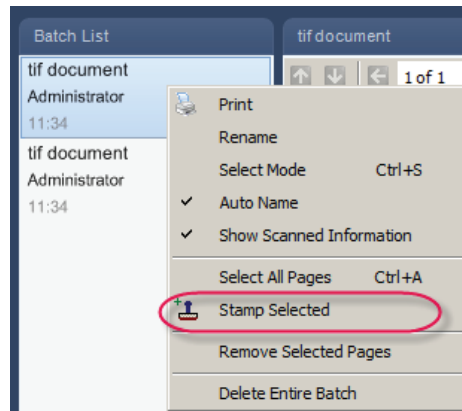 Batch List
tif document
tif document
Administrator
11:34
tif document
Administrator
11:34
1 of 1
Print
Rename
Select Mode Ctrl+S
Auto Name
Show Scanned Information
Select All Pages Ctrl+A
Stamp Selected
Remove Selected Pages
Delete Entire Batch